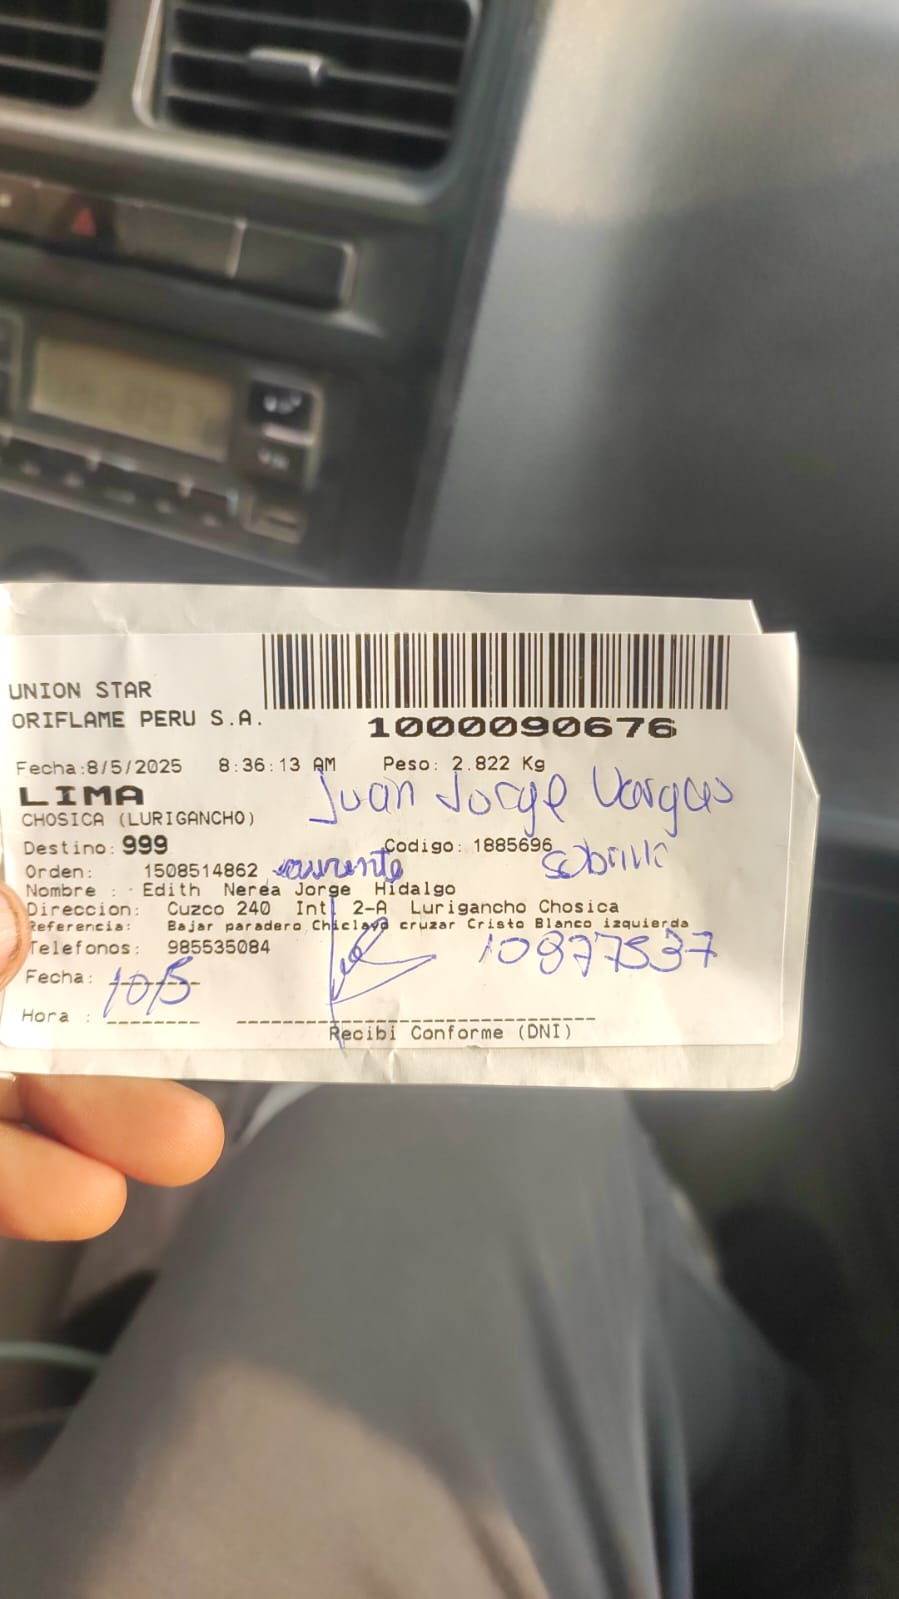 UNION STAR
ORIFLAME PERU S.A.
1000090676
Fecha:8/5/2025 8:36:13 AM Peso: 2.822 Kg
LIMA
Juan Jorge Vargas
CHOSICA (LURIGANCHO)
Destino: 999 Codigo: 1885696
Orden: 1508514862
Nombre : Edith Nerea Jorge Hidalgo
Direccion: Cuzco 240 Int 2-A Lurigancho Chosica
Referencia: Bajar paradero Chiclayo cruzar Cristo Blanco izquierda
Telefonos: 985535084
10877537
Fecha: 10/5
Hora :
Recibi Conforme (DNI)